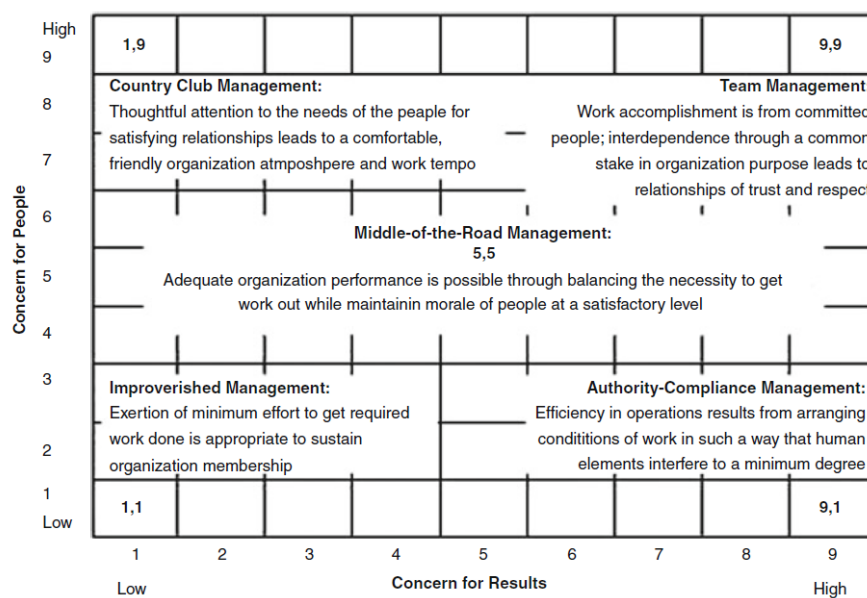 High
9
1,9
9,9
Country Club Management:
Thoughtful attention to the needs of the peaple for
satisfying relationships leads to a comfortable,
friendly organization atmposhpere and work tempo
Team Management
Work accomplishment is from committed
people; interdependence through a common
stake in organization purpose leads to
relationships of trust and respect
8
7
6
Middle-of-the-Road Management:
5,5
Adequate organization performance is possible through balancing the necessity to get
work out while maintainin morale of people at a satisfactory level
5
4
3
Improverished Management:
Exertion of minimum effort to get required
work done is appropriate to sustain
organization membership
Authority-Compliance Management:
Efficiency in operations results from arranging
condititions of work in such a way that human
elements interfere to a minimum degree
2
1
Low
1,1
9,1
Concern for People
1 2 3 4 5 6 7 8 9
Low
Concern for Results
High